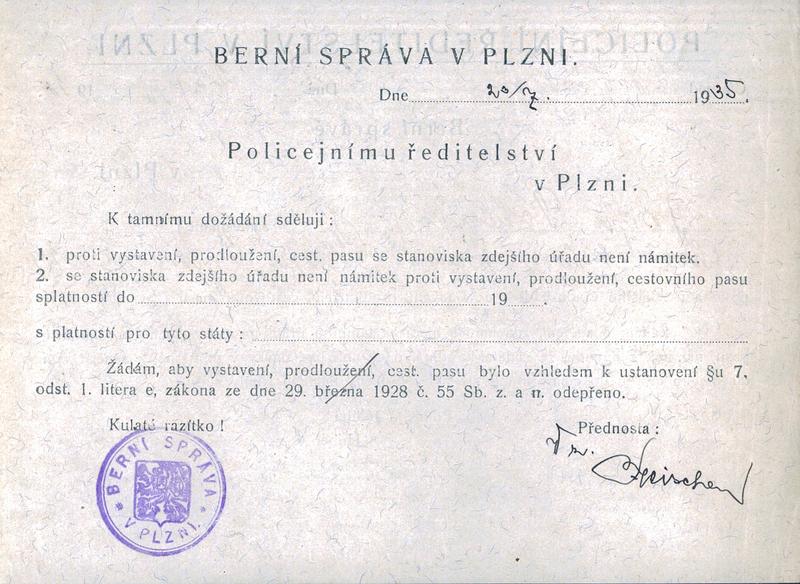 BERNÍ SPRÁVA V PLZNI.
Dne 20/7. 1935.
Policejnímu ředitelství
v Plzni.
K tamnímu dožádání sděluji:
1. proti vystavení, prodloužení, cest. pasu se stanoviska zdejšího úřadu není námitek.
2. se stanoviska zdejšího úřadu není námitek proti vystavení, prodloužení, cestovního pasu
splatností do 19 .
s platností pro tyto státy:
Žádám, aby vystavení, prodloužení, cest. pasu bylo vzhledem k ustanovení §u 7,
odst. 1. litera e, zákona ze dne 29. března 1928 č. 55 Sb. z. a n. odepřeno.
Kulaté razítko!
Přednosta:
BERNÍ SPRÁVA
V PLZNI.